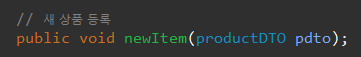 // 새 상품 등록
public void newItem(productDTO pdto);